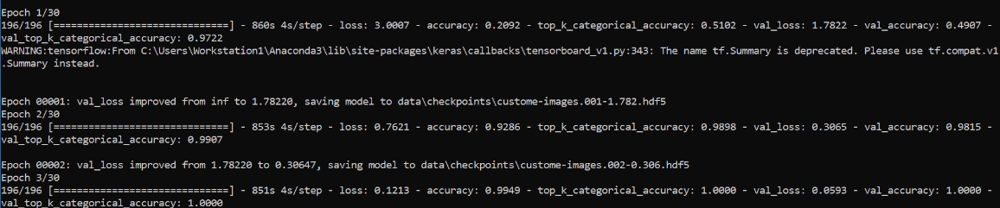 Epoch 1/30
196/196 [==============================] - 860s 4s/step - loss: 3.0007 - accuracy: 0.2092 - top_k_categorical_accuracy: 0.5102 - val_loss: 1.7822 - val_accuracy: 0.4907 -
val_top_k_categorical_accuracy: 0.9722
WARNING:tensorflow:From C:\Users\Workstation1\Anaconda3\lib\site-packages\keras\callbacks\tensorboard_v1.py:343: The name tf.Summary is deprecated. Please use tf.compat.v1
.Summary instead.
Epoch 00001: val_loss improved from inf to 1.78220, saving model to data\checkpoints\custome-images.001-1.782.hdf5
Epoch 2/30
196/196 [==============================] - 853s 4s/step - loss: 0.7621 - accuracy: 0.9286 - top_k_categorical_accuracy: 0.9898 - val_loss: 0.3065 - val_accuracy: 0.9815 -
val_top_k_categorical_accuracy: 0.9907
Epoch 00002: val_loss improved from 1.78220 to 0.30647, saving model to data\checkpoints\custome-images.002-0.306.hdf5
Epoch 3/30
196/196 [==============================] - 851s 4s/step - loss: 0.1213 - accuracy: 0.9949 - top_k_categorical_accuracy: 1.0000 - val_loss: 0.0593 - val_accuracy: 1.0000 -
val_top_k_categorical_accuracy: 1.0000